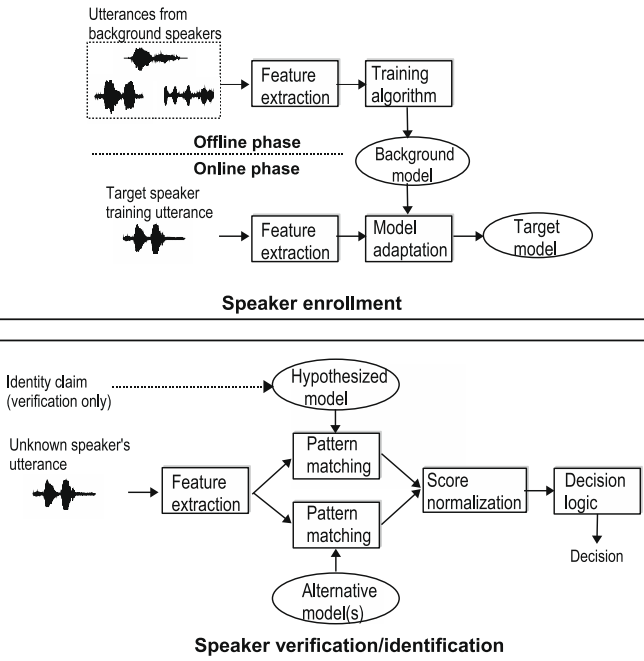 Utterances from
background speakers
Feature
extraction
Training
algorithm
Offline phase
Online phase
Background
model
Target speaker
training utterance
Feature
extraction
Model
adaptation
Target
model
Speaker enrollment
Identity claim
(verification only)
Hypothesized
model
Unknown speaker's
utterance
Feature
extraction
Pattern
matching
Pattern
matching
Score
normalization
Decision
logic
Decision
Alternative
model(s)
Speaker verification/identification